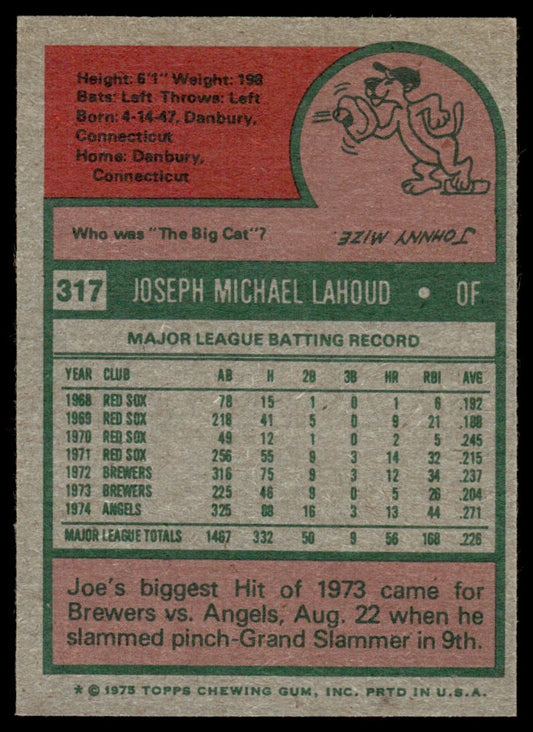 Height: 6'1" Weight: 198
Bats: Left Throws: Left
Born: 4-14-47, Danbury,
Connecticut
Home: Danbury,
Connecticut
Who was "The Big Cat"?
JOHNNY MIZE.
317 JOSEPH MICHAEL LAHOUD • OF
MAJOR LEAGUE BATTING RECORD
YEAR CLUB AB H 2B 3B HR RBI AVG
1968 RED SOX 78 15 1 0 1 6 .192
1969 RED SOX 218 41 5 0 9 21 .188
1970 RED SOX 49 12 1 0 2 5 .245
1971 RED SOX 256 55 9 3 14 32 .215
1972 BREWERS 316 75 9 3 12 34 .237
1973 BREWERS 225 46 9 0 5 26 .204
1974 ANGELS 325 88 16 3 13 44 .271
MAJOR LEAGUE TOTALS 1467 332 50 9 56 168 .226
Joe's biggest Hit of 1973 came for
Brewers vs. Angels, Aug. 22 when he
slammed pinch-Grand Slammer in 9th.
* © 1975 TOPPS CHEWING GUM, INC. PRTD IN U.S.A.